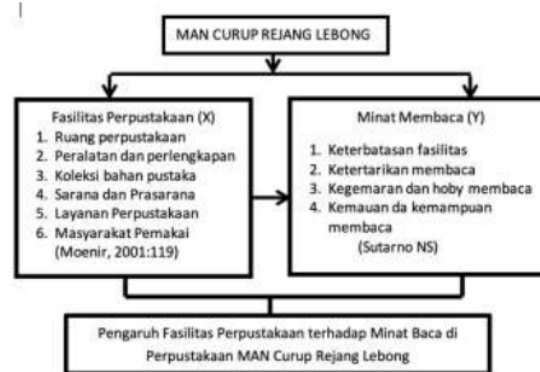 MAN CURUP REJANG LEBONG
Fasilitas Perpustakaan (X)
1. Ruang perpustakaan
2. Peralatan dan perlengkapan
3. Koleksi bahan pustaka
4. Sarana dan Prasarana
5. Layanan Perpustakaan
6. Masyarakat Pemakai
(Moenir, 2001:119)
Minat Membaca (Y)
1. Keterbatasan fasilitas
2. Ketertarikan membaca
3. Kegemaran dan hoby membaca
4. Kemauan da kemampuan
membaca
(Sutarno NS)
Pengaruh Fasilitas Perpustakaan terhadap Minat Baca di
Perpustakaan MAN Curup Rejang Lebong